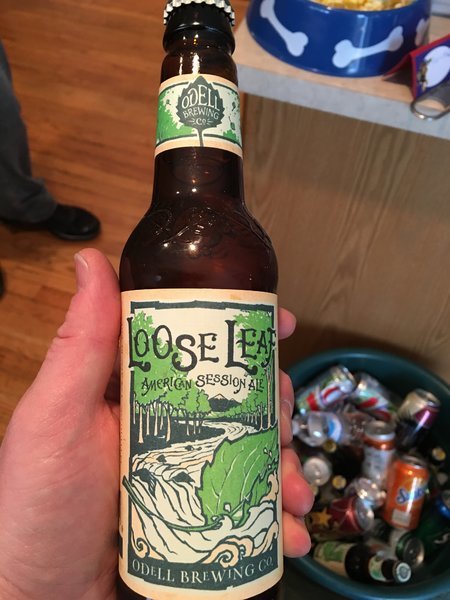 ODELL
BREWING
CO.
LOOSE LEAF
AMERICAN SESSION ALE
ODELL BREWING CO.